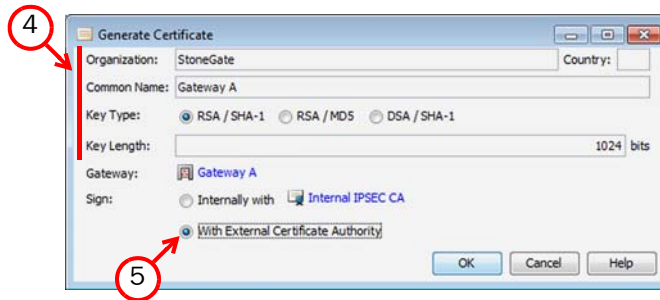 4
Generate Certificate
Organization: StoneGate Country:
Common Name: Gateway A
Key Type: RSA / SHA-1 RSA / MD5 DSA / SHA-1
Key Length: 1024 bits
Gateway: Gateway A
Sign: Internally with Internal IPSEC CA
With External Certificate Authority
5
OK Cancel Help